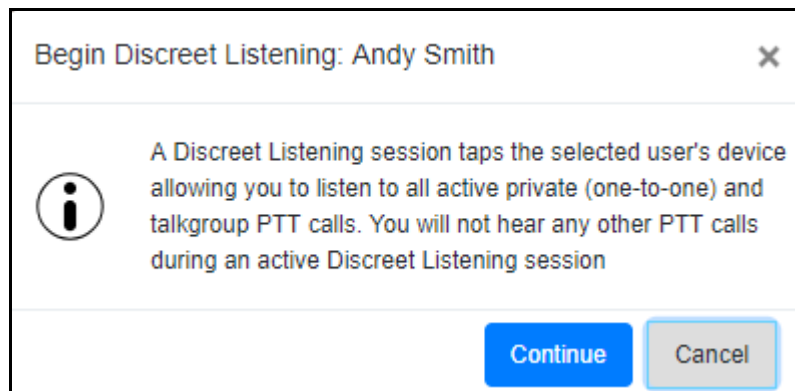 Begin Discreet Listening: Andy Smith
A Discreet Listening session taps the selected user's device
allowing you to listen to all active private (one-to-one) and
talkgroup PTT calls. You will not hear any other PTT calls
during an active Discreet Listening session
Continue
Cancel